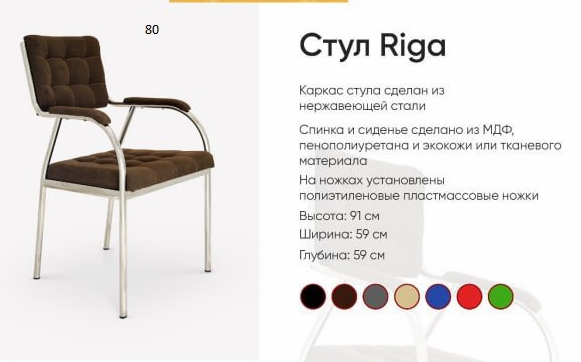 80
Стул Riga
Каркас стула сделан из
нержавеющей стали
Спинка и сиденье сделано из МДФ,
пенополиуретана и экокожи или тканевого
материала
На ножках установлены
полиэтиленовые пластмассовые ножки
Высота: 91 см
Ширина: 59 см
Глубина: 59 см